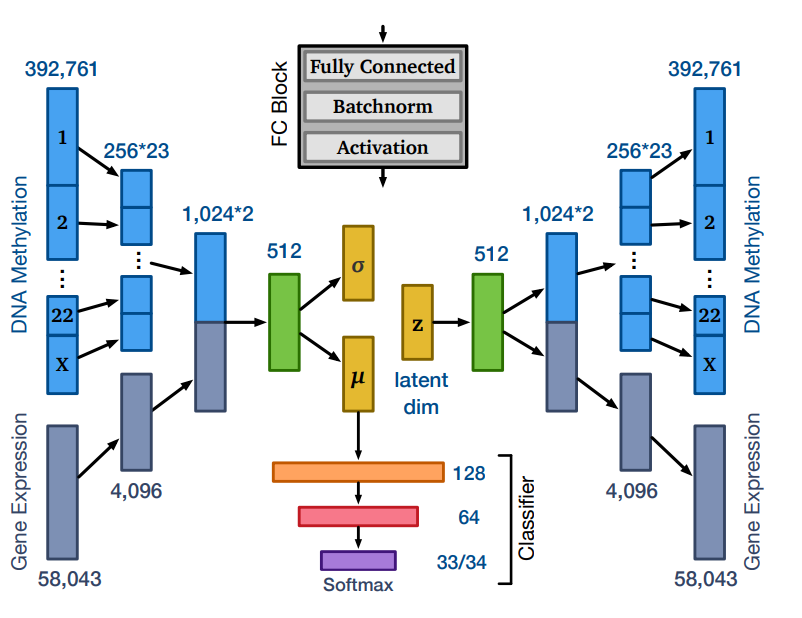 FC Block
Fully Connected
Batchnorm
Activation
392,761
DNA Methylation
1
2
⋮
22
X
256*23
⋮
Gene Expression
58,043
4,096
1,024*2
512
σ
μ
z
latent
dim
512
1,024*2
256*23
⋮
4,096
392,761
1
2
⋮
22
X
DNA Methylation
Gene Expression
58,043
128
64
33/34
Softmax
Classifier